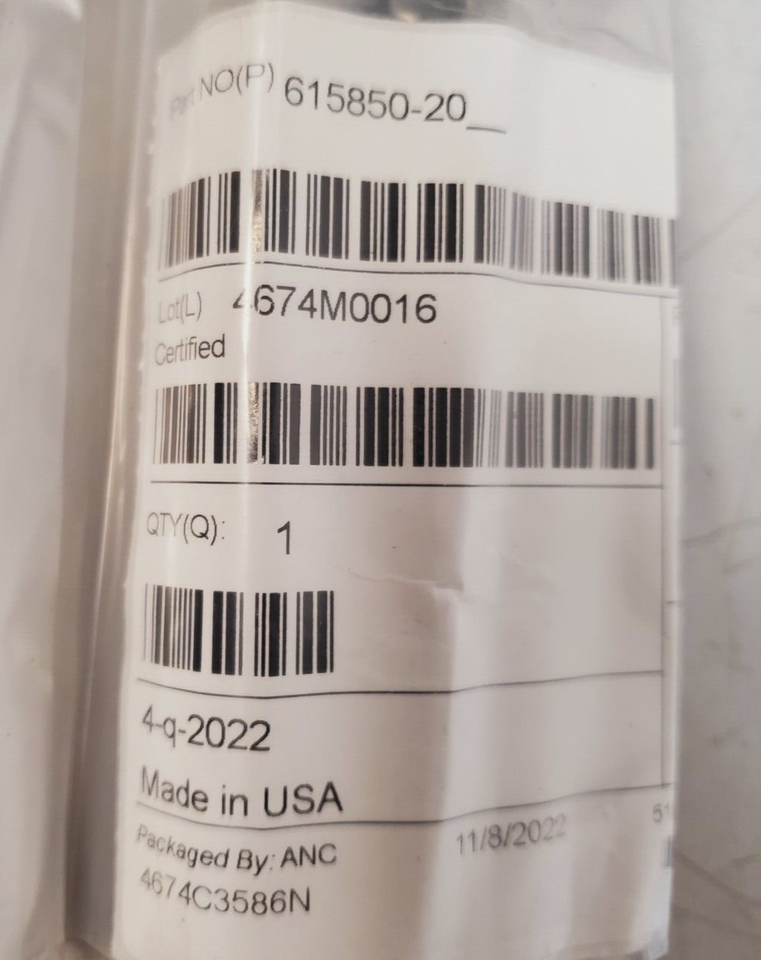 Part NO(P) 615850-20__
Lot(L) 4674M0016
Certified
QTY(Q): 1
4-q-2022
Made in USA
Packaged By: ANC 11/8/2022
4674C3586N